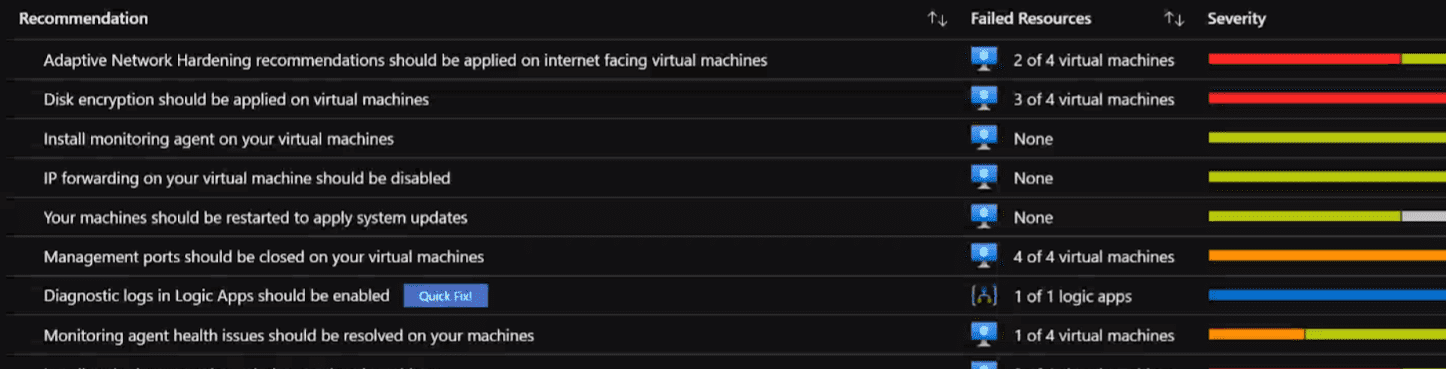 Recommendation ↑↓ Failed Resources ↑↓ Severity
Adaptive Network Hardening recommendations should be applied on internet facing virtual machines 2 of 4 virtual machines
Disk encryption should be applied on virtual machines 3 of 4 virtual machines
Install monitoring agent on your virtual machines None
IP forwarding on your virtual machine should be disabled None
Your machines should be restarted to apply system updates None
Management ports should be closed on your virtual machines 4 of 4 virtual machines
Diagnostic logs in Logic Apps should be enabled Quick Fix! 1 of 1 logic apps
Monitoring agent health issues should be resolved on your machines 1 of 4 virtual machines